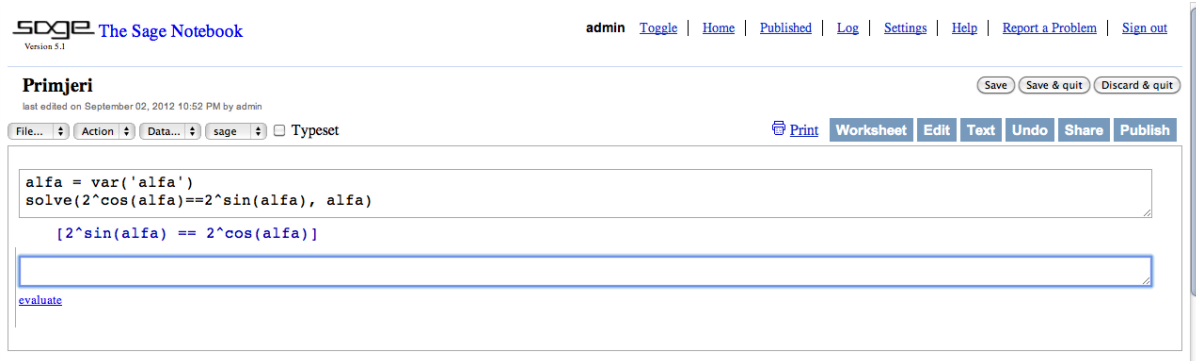 sage The Sage Notebook
Version 5.1
admin Toggle | Home | Published | Log | Settings | Help | Report a Problem | Sign out
Primjeri
Save Save & quit Discard & quit
last edited on September 02, 2012 10:52 PM by admin
File... Action Data... sage Typeset Print Worksheet Edit Text Undo Share Publish
alfa = var('alfa')
solve(2^cos(alfa)==2^sin(alfa), alfa)
[2^sin(alfa) == 2^cos(alfa)]
evaluate